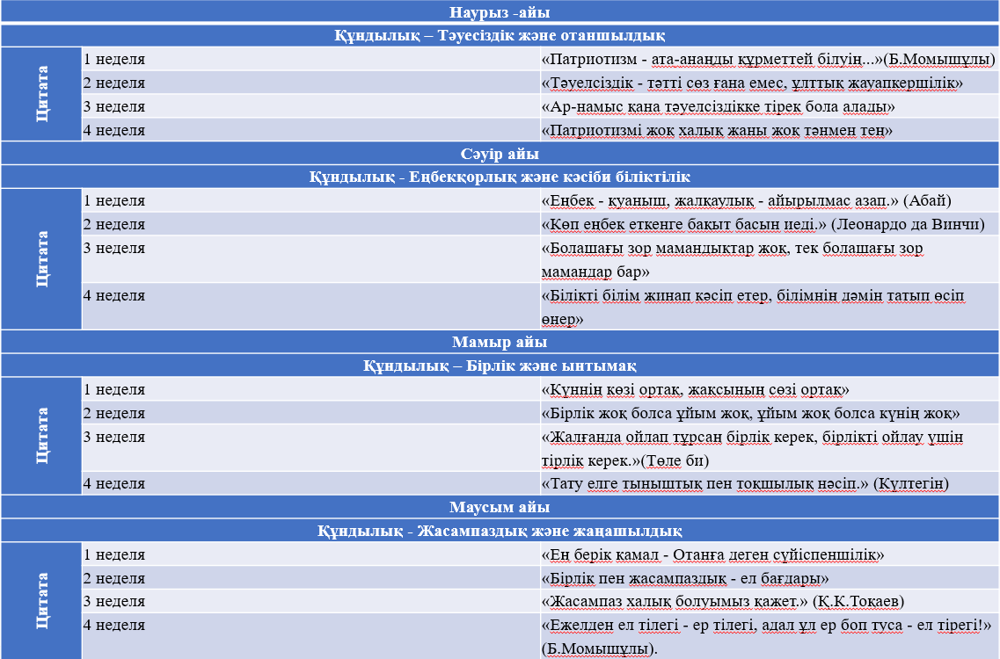 Наурыз -айы
Құндылық – Тәуесіздік және отаншылдық
Цитата
1 неделя
«Патриотизм - ата-анаңды құрметтей білуің...»(Б.Момышұлы)
2 неделя
«Тәуелсіздік - тәтті сөз ғана емес, ұлттық жауапкершілік»
3 неделя
«Ар-намыс қана тәуелсіздікке тірек бола алады»
4 неделя
«Патриотизмі жоқ халық жаны жоқ тәнмен тең»
Сәуір айы
Құндылық - Еңбекқорлық және кәсіби біліктілік
Цитата
1 неделя
«Еңбек - қуаныш, жалқаулық - айырылмас азап.» (Абай)
2 неделя
«Көп еңбек еткенге бақыт басын иеді.» (Леонардо да Винчи)
3 неделя
«Болашағы зор мамандықтар жоқ, тек болашағы зор
мамандар бар»
4 неделя
«Білікті білім жинап кәсіп етер, білімнің дәмін татып өсіп
өнер»
Мамыр айы
Құндылық – Бірлік және ынтымақ
Цитата
1 неделя
«Күннің көзі ортақ, жақсының сөзі ортақ»
2 неделя
«Бірлік жоқ болса ұйым жоқ, ұйым жоқ болса күнің жоқ»
3 неделя
«Жалғанда ойлап тұрсаң бірлік керек, бірлікті ойлау үшін
тірлік керек.»(Төле би)
4 неделя
«Тату елге тыныштық пен тоқшылық нәсіп.» (Күлтегін)
Маусым айы
Құндылық - Жасампаздық және жаңашылдық
Цитата
1 неделя
«Ең берік қамал - Отанға деген сүйіспеншілік»
2 неделя
«Бірлік пен жасампаздық - ел бағдары»
3 неделя
«Жасампаз халық болуымыз қажет.» (Қ.К.Тоқаев)
4 неделя
«Ежелден ел тілегі - ер тілегі, адал ұл ер боп туса - ел тірегі!»
(Б.Момышұлы).